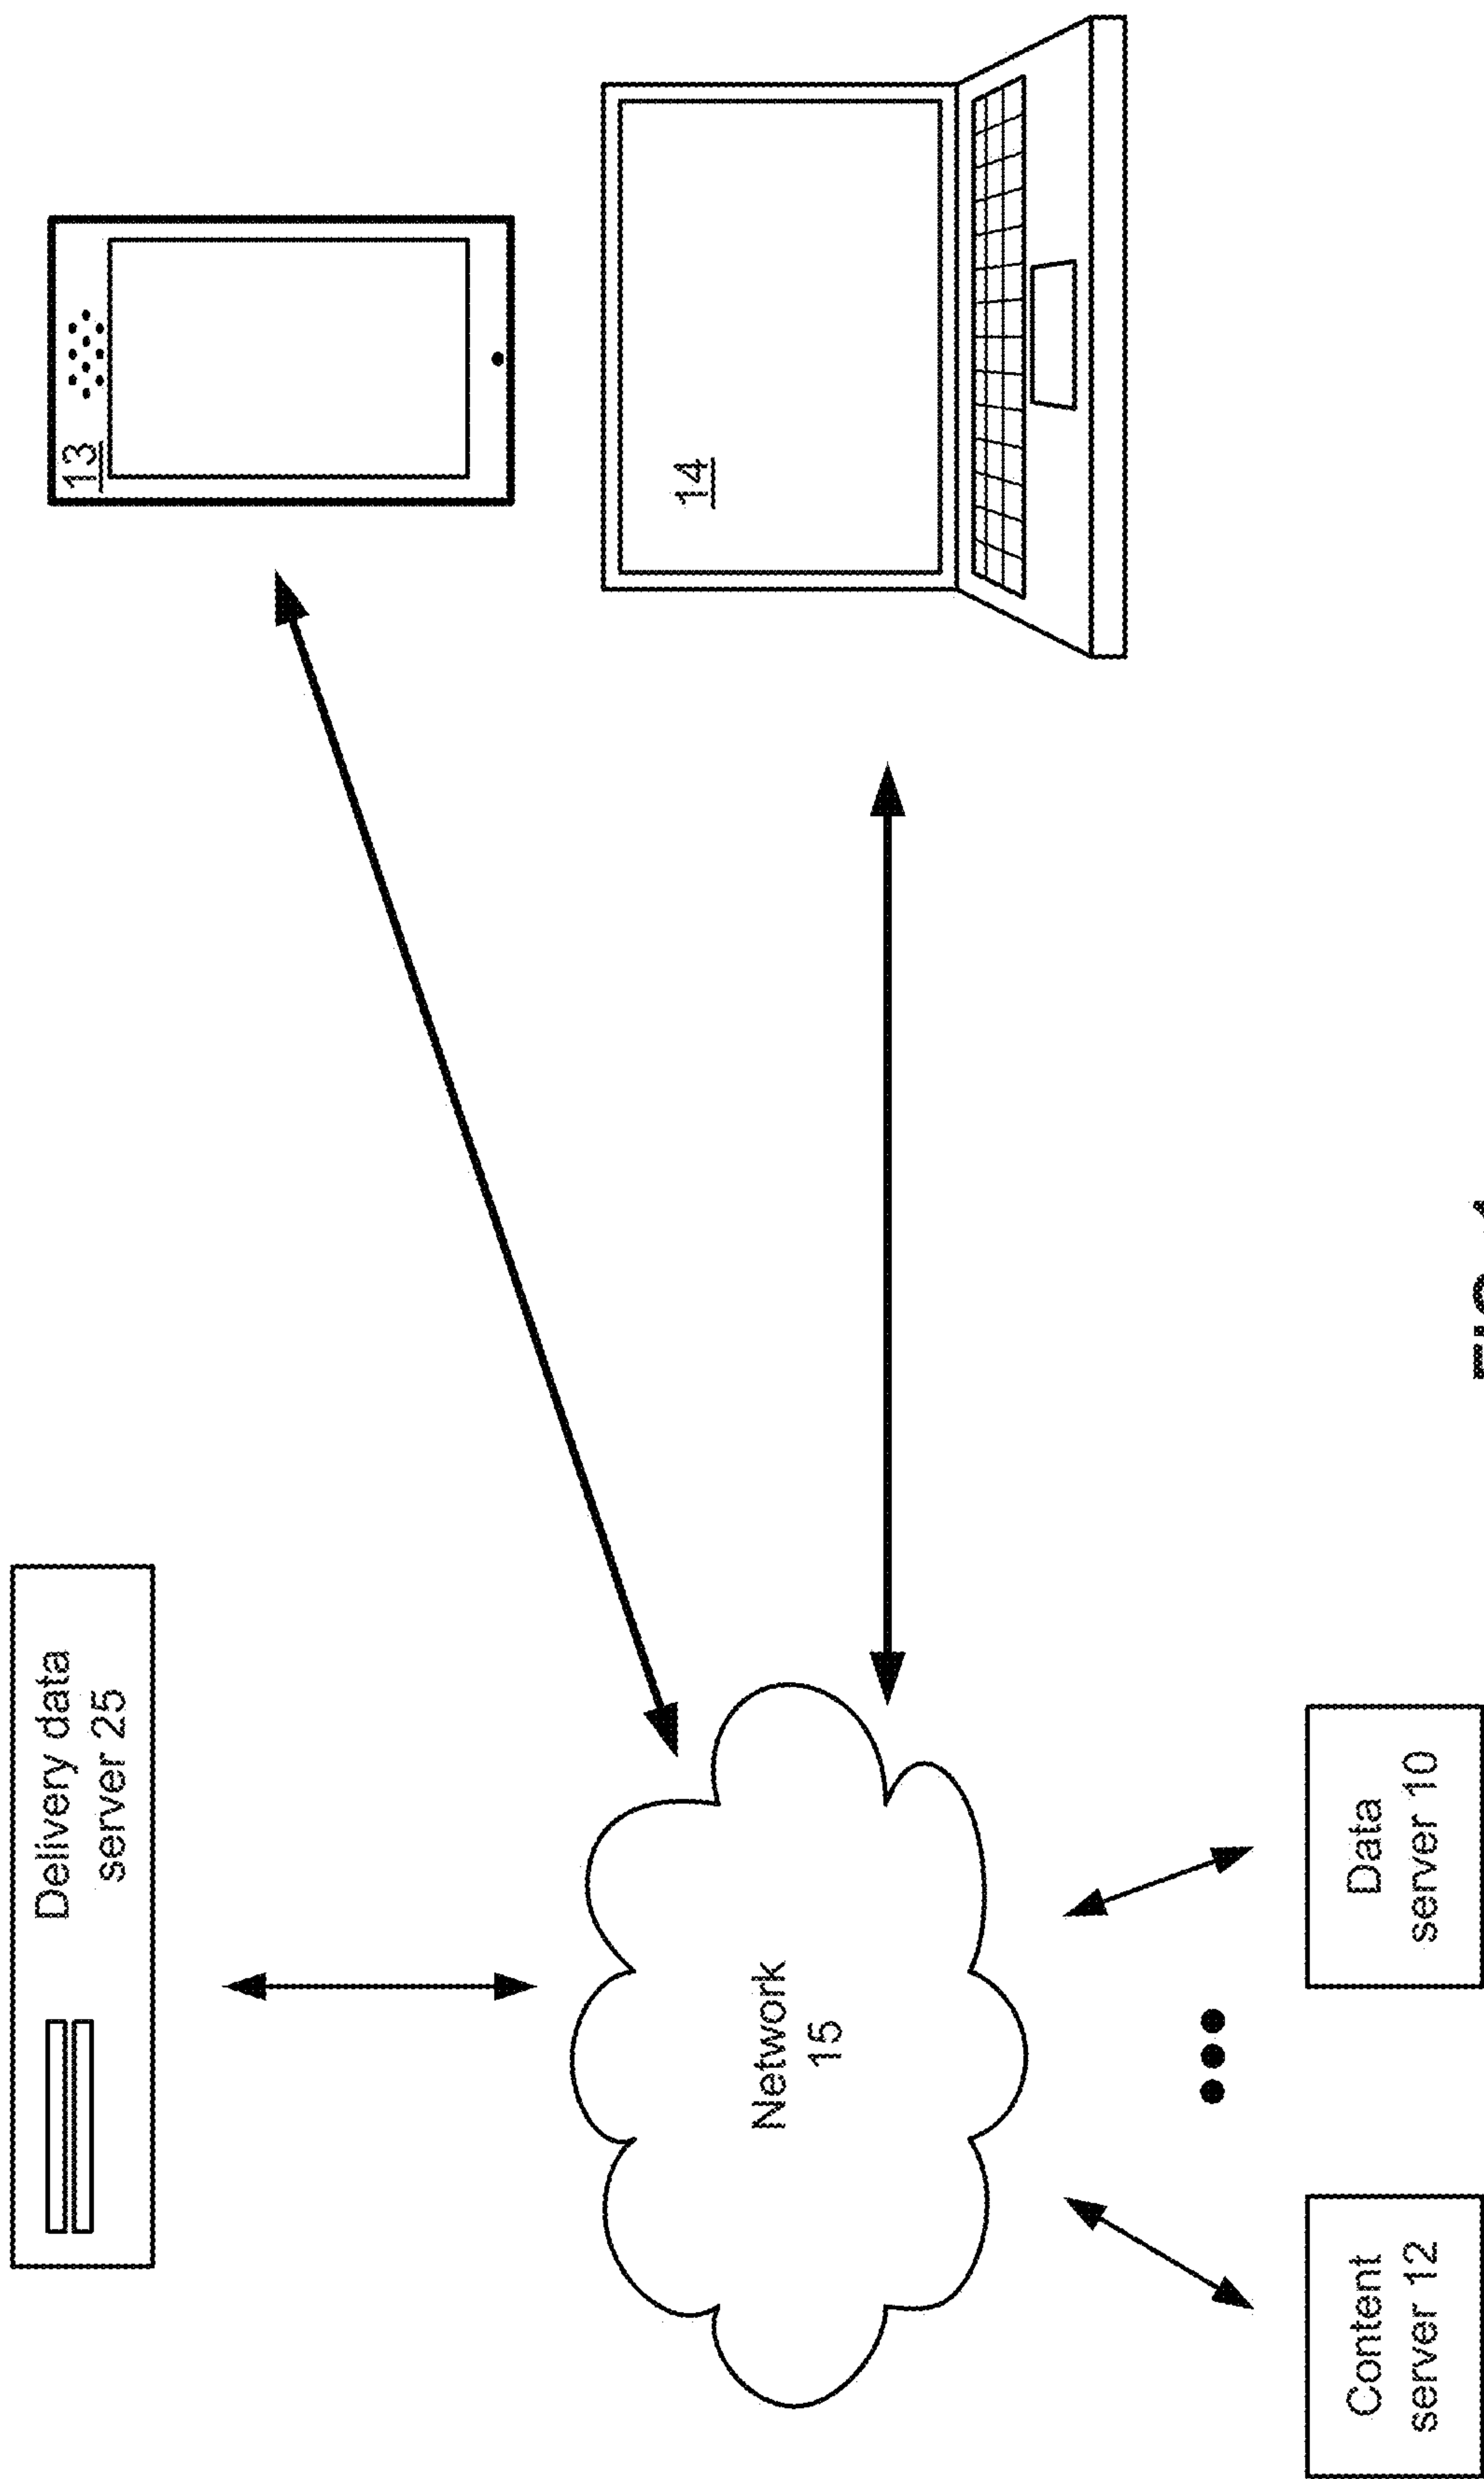 Delivery data
server 25
13
14
Network
15
Content
server 12
Data
server 10